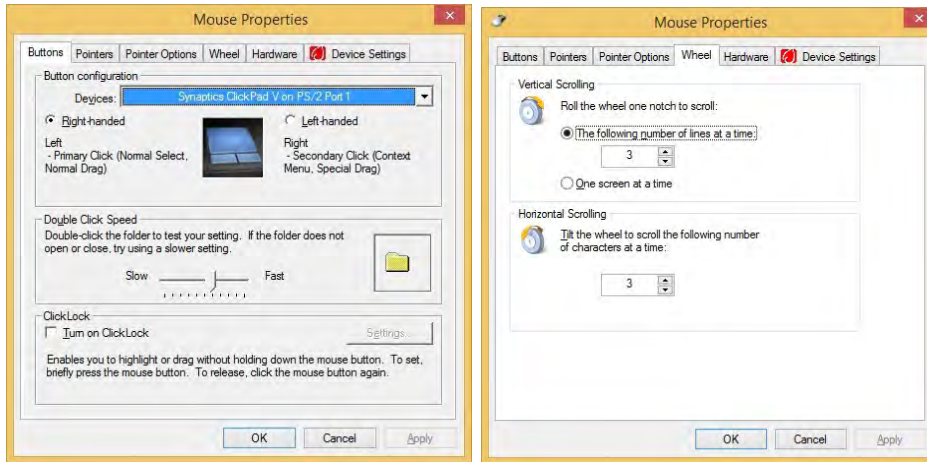 Mouse Properties
Buttons Pointers Pointer Options Wheel Hardware Device Settings
Button configuration
Devices: Synaptics ClickPad V on PS/2 Port 1
Right-handed
Left-handed
Left
- Primary Click (Normal Select,
Normal Drag)
Right
- Secondary Click (Context
Menu, Special Drag)
Double Click Speed
Double-click the folder to test your setting. If the folder does not
open or close, try using a slower setting.
Slow Fast
ClickLock
Turn on ClickLock
Settings...
Enables you to highlight or drag without holding down the mouse button. To set,
briefly press the mouse button. To release, click the mouse button again.
OK Cancel Apply
Mouse Properties
Buttons Pointers Pointer Options Wheel Hardware Device Settings
Vertical Scrolling
Roll the wheel one notch to scroll:
The following number of lines at a time:
3
One screen at a time
Horizontal Scrolling
Tilt the wheel to scroll the following number
of characters at a time:
3
OK Cancel Apply